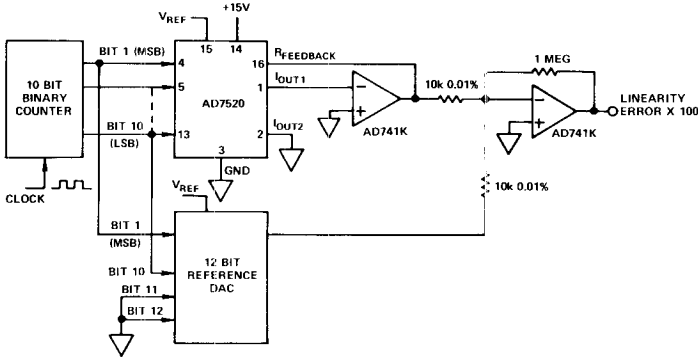 VREF
+15V
BIT 1 (MSB)
15
14
4
16
RFEEDBACK
1 MEG
10 BIT
BINARY
COUNTER
5
AD7520
1
IOUT1
10k 0.01%
LINEARITY
ERROR X 100
BIT 10
(LSB)
13
2
IOUT2
AD741K
AD741K
3
GND
CLOCK
VREF
10k 0.01%
BIT 1
(MSB)
12 BIT
REFERENCE
DAC
BIT 10
BIT 11
BIT 12